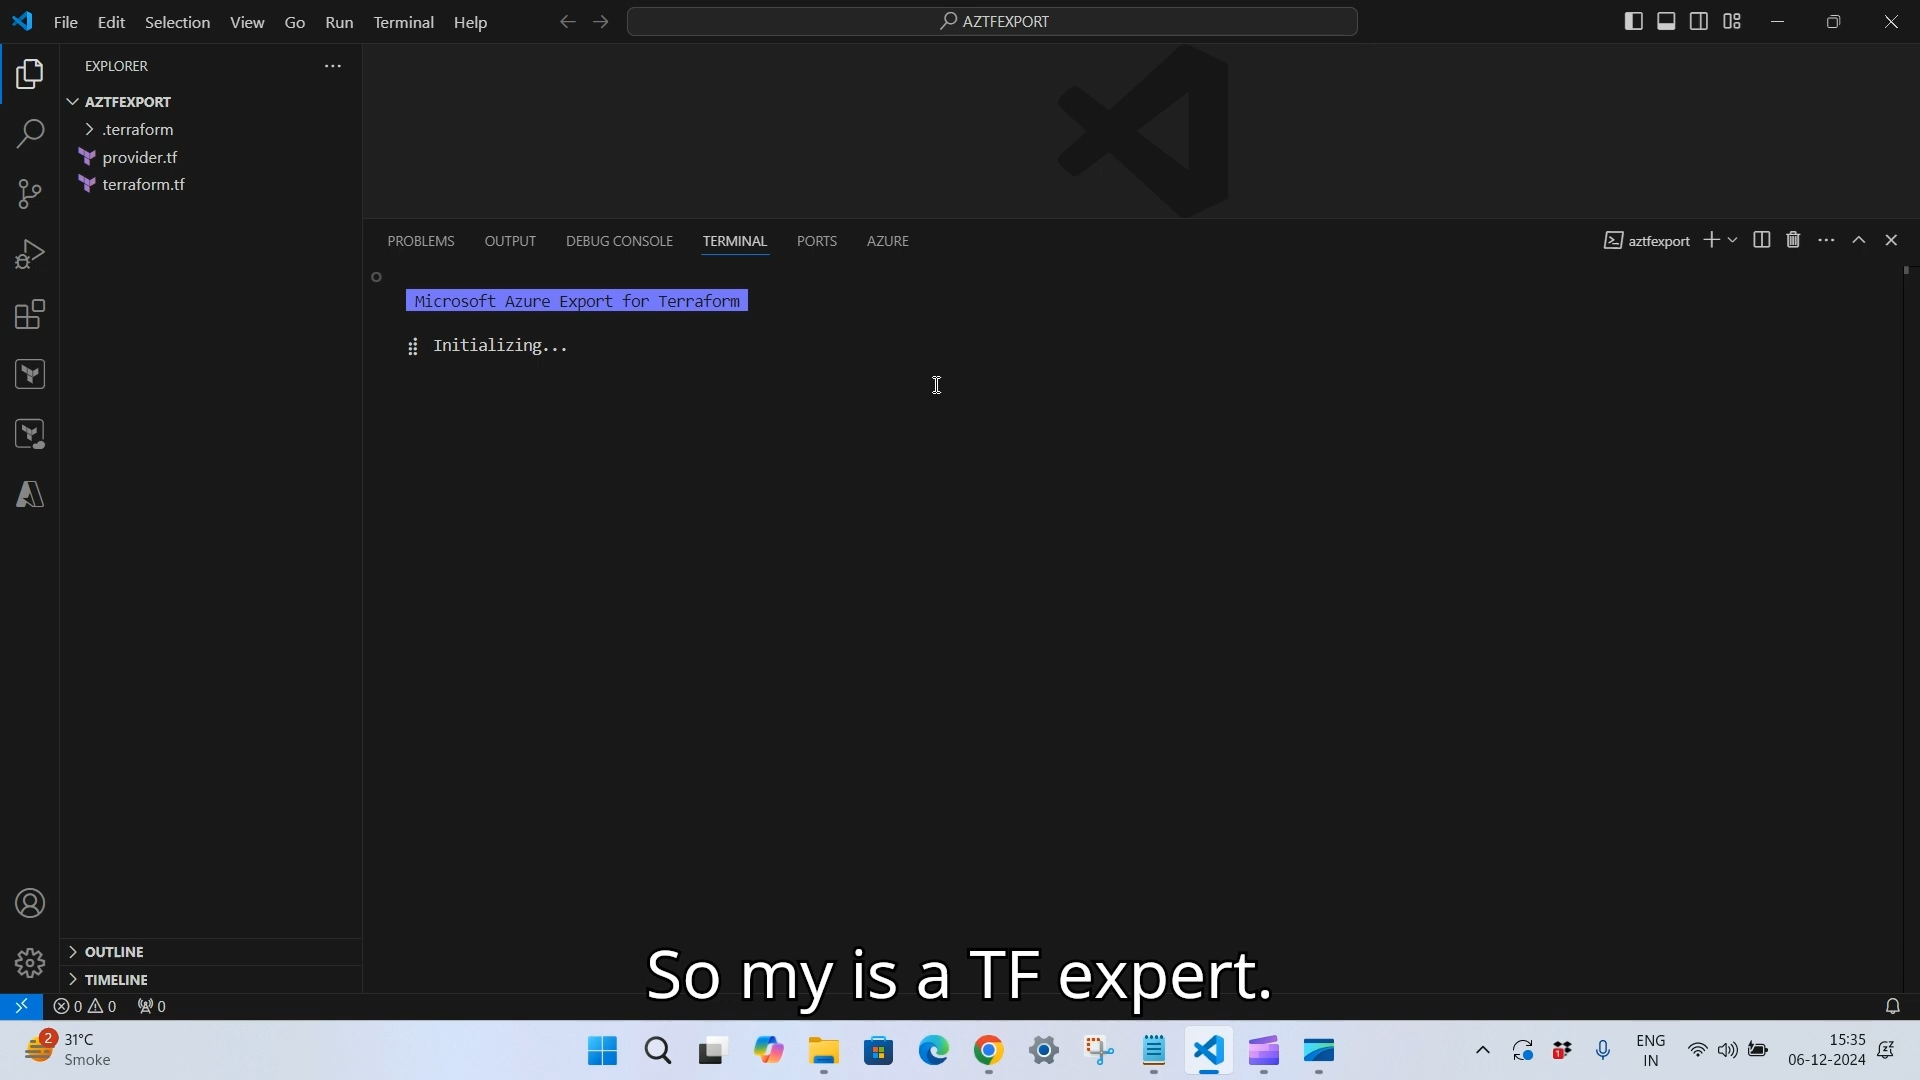 File Edit Selection View Go Run Terminal Help
AZTFEXPORT
EXPLORER
AZTFEXPORT
.terraform
provider.tf
terraform.tf
PROBLEMS OUTPUT DEBUG CONSOLE TERMINAL PORTS AZURE
aztfexport
Microsoft Azure Export for Terraform
Initializing...
OUTLINE
TIMELINE
So my is a TF expert.
0 0 0
2
31°C
Smoke
1
ENG
IN
15:35
06-12-2024